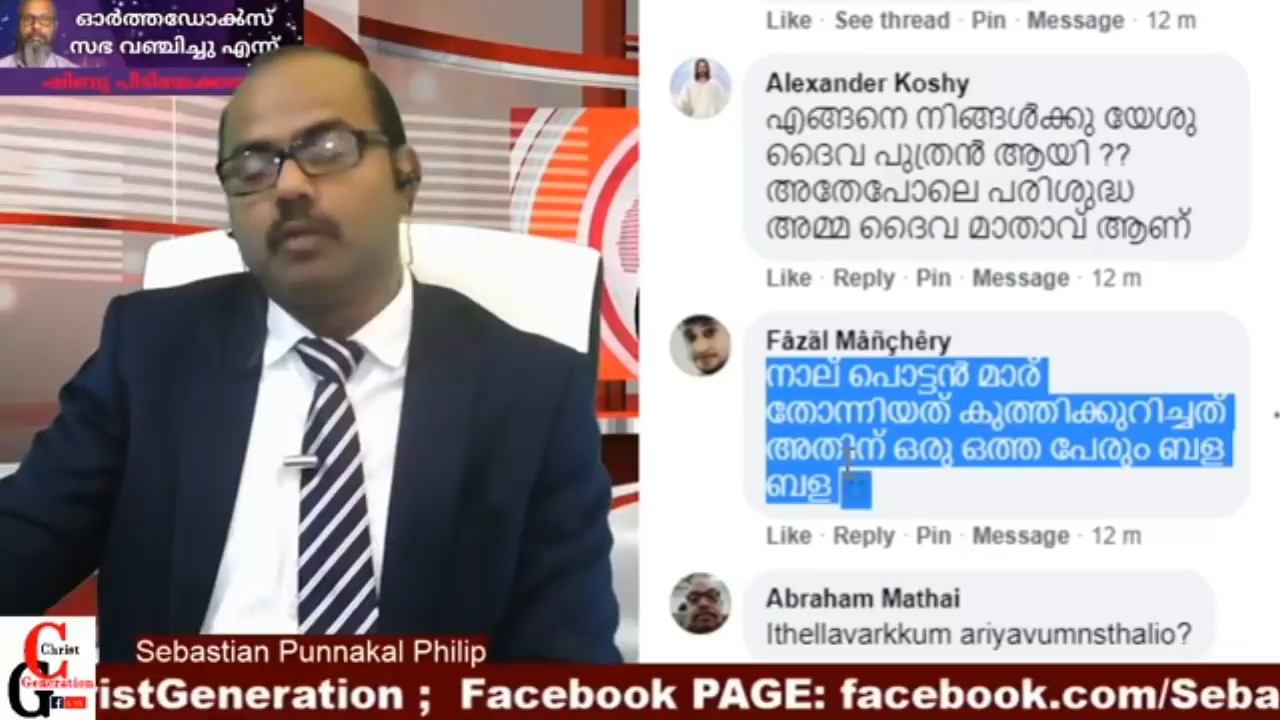 ഓർത്തഡോക്സ്
സഭ വഞ്ചിച്ചു എന്ന്
ഷിബു
Like · See thread · Pin · Message · 12 m
Alexander Koshy
എങ്ങനെ നിങ്ങൾക്കു യേശു
ദൈവ പുത്രൻ ആയി ??
അതേപോലെ പരിശുദ്ധ
അമ്മ ദൈവ മാതാവ് ആണ്
Like · Reply · Pin · Message · 12 m
Fâzãl Mâñçhêry
നാല് പൊട്ടൻ മാര്
തോന്നിയത് കുത്തിക്കുറിച്ചത്
അതിന് ഒരു ഒത്ത പേരും ബള
ബള
Like · Reply · Pin · Message · 12 m
Abraham Mathai
Ithellavarkkum ariyavumnsthalio?
Sebastian Punnakal Philip
Christ
Generation
ristGeneration ; Facebook PAGE: facebook.com/Seba